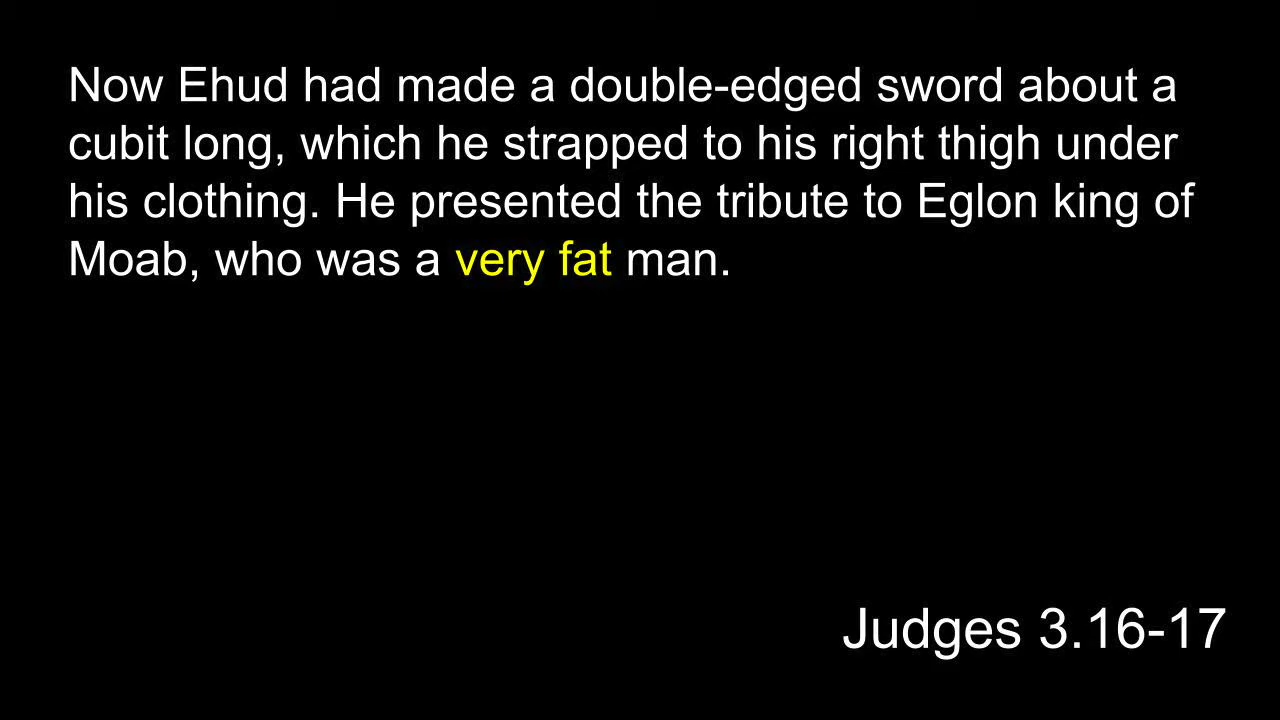 Now Ehud had made a double-edged sword about a
cubit long, which he strapped to his right thigh under
his clothing. He presented the tribute to Eglon king of
Moab, who was a very fat man.
Judges 3.16-17